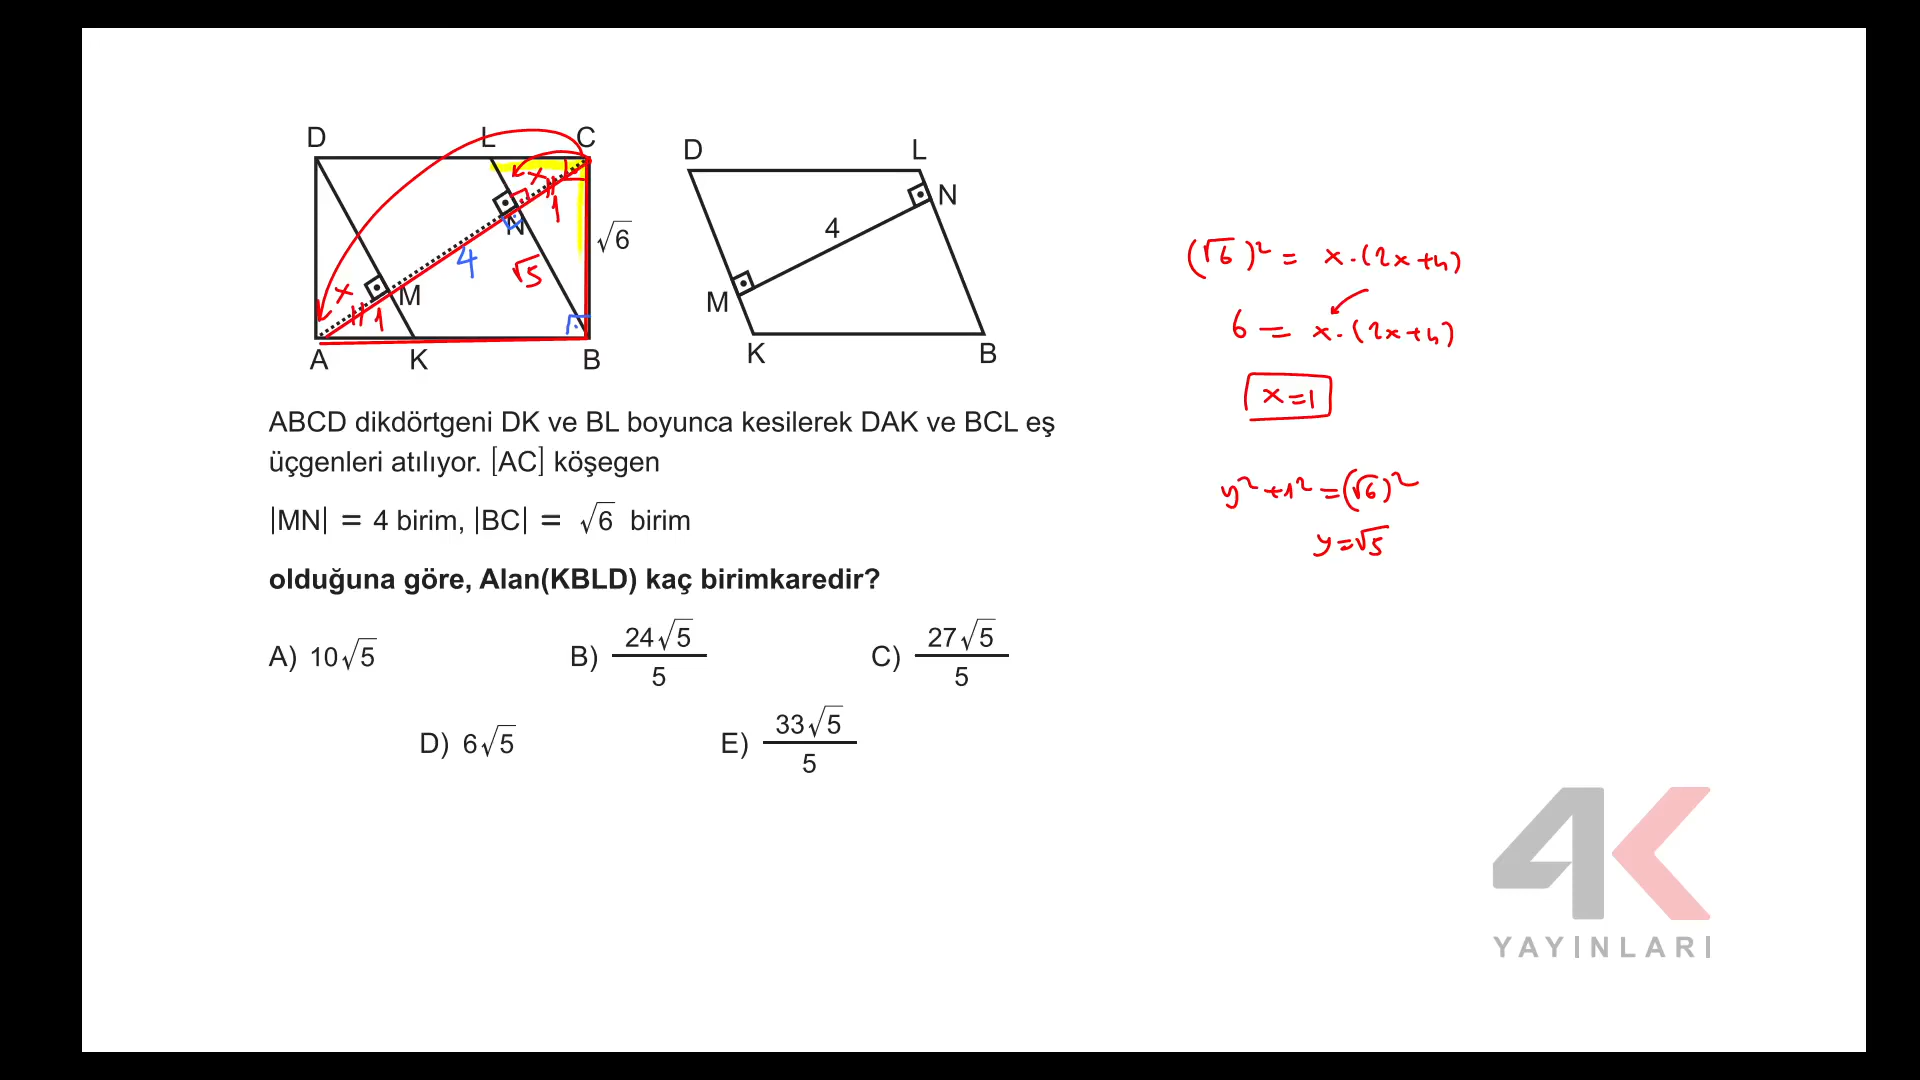 D L C
x
1
N
√6
4
√5
x
M
1
A K B
D L
N
4
M
K B
(√6)² = x.(2x+4)
6 = x.(2x+4)
x=1
y²+1²=(√6)²
y=√5
ABCD dikdörtgeni DK ve BL boyunca kesilerek DAK ve BCL eş
üçgenleri atılıyor. [AC] köşegen
|MN| = 4 birim, |BC| = √6 birim
olduğuna göre, Alan(KBLD) kaç birimkaredir?
A) 10√5 B) 24√5/5 C) 27√5/5
D) 6√5 E) 33√5/5
4K
YAYINLARI